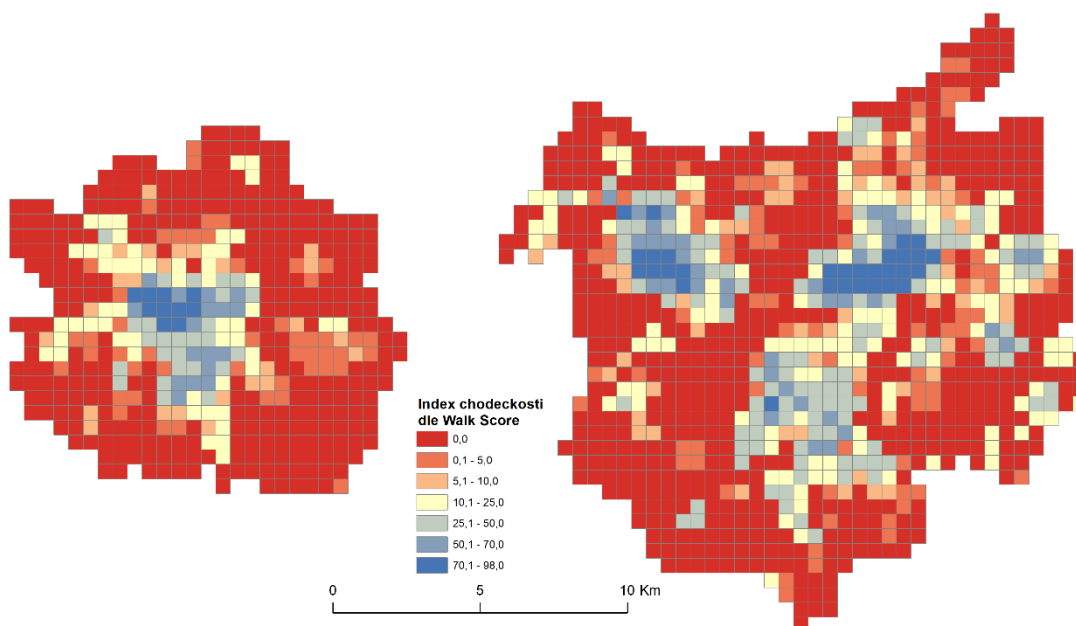 Index chodeckosti
dle Walk Score
0,0
0,1 - 5,0
5,1 - 10,0
10,1 - 25,0
25,1 - 50,0
50,1 - 70,0
70,1 - 98,0
0 5 10 Km